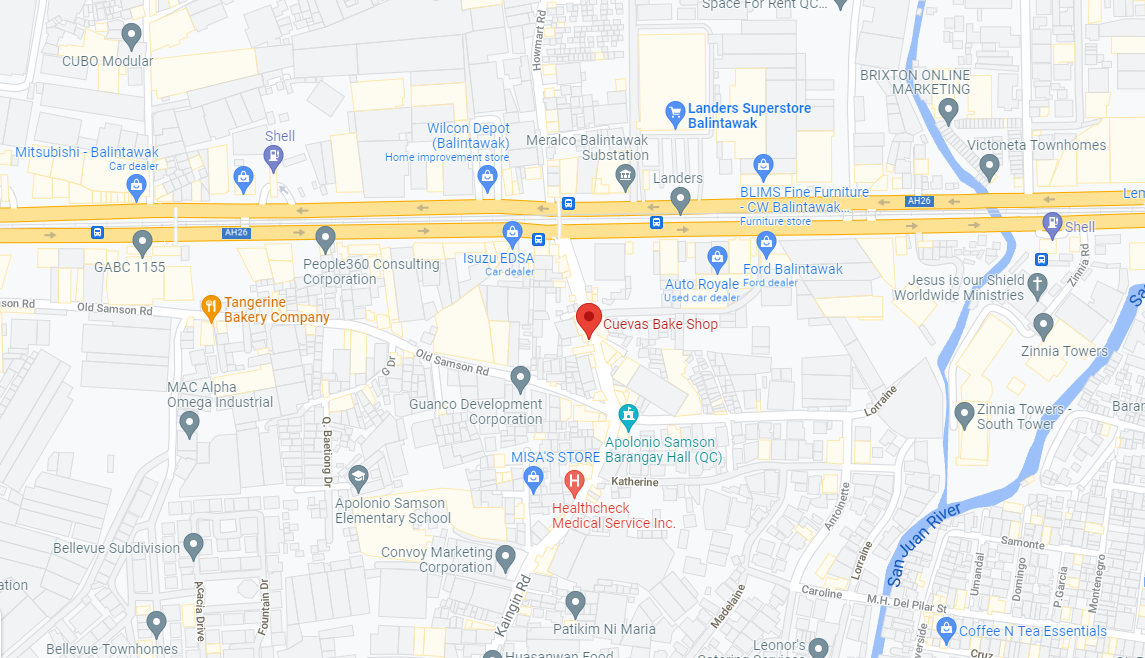 Space For Rent QC...
CUBO Modular
Howmart Rd
BRIXTON ONLINE
MARKETING
Landers Superstore
Balintawak
Shell
Wilcon Depot
(Balintawak)
Home improvement store
Meralco Balintawak
Substation
Victoneta Townhomes
Mitsubishi - Balintawak
Car dealer
Landers
BLIMS Fine Furniture
- CW Balintawak...
Furniture store
AH26
Lem
AH26
Shell
GABC 1155
People360 Consulting
Corporation
Isuzu EDSA
Car dealer
Auto Royale
Used car dealer
Ford Balintawak
Ford dealer
Jesus is our Shield
Worldwide Ministries
Zinnia Rd
Sa
son Rd
Old Samson Rd
Tangerine
Bakery Company
Cuevas Bake Shop
Zinnia Towers
Old Samson Rd
G Dr
MAC Alpha
Omega Industrial
Guanco Development
Corporation
Lorraine
Zinnia Towers -
South Tower
Baran
Q. Baetiong Dr
Apolonio Samson
Barangay Hall (QC)
MISA'S STORE
Katherine
Apolonio Samson
Elementary School
Healthcheck
Medical Service Inc.
Antoinette
San Juan River
Bellevue Subdivision
Convoy Marketing
Corporation
Lorraine
Samonte
Umandal
Domingo
P.Garcia
Montenegro
ation
Acacia Drive
Fountain Dr
Kaingin Rd
Madelaine
Caroline
M.H. Del Pilar St
Patikim Ni Maria
Bellevue Townhomes
Coffee N Tea Essentials
verside
Cruz
Leonor's
Catering Services
Huasanwan Food